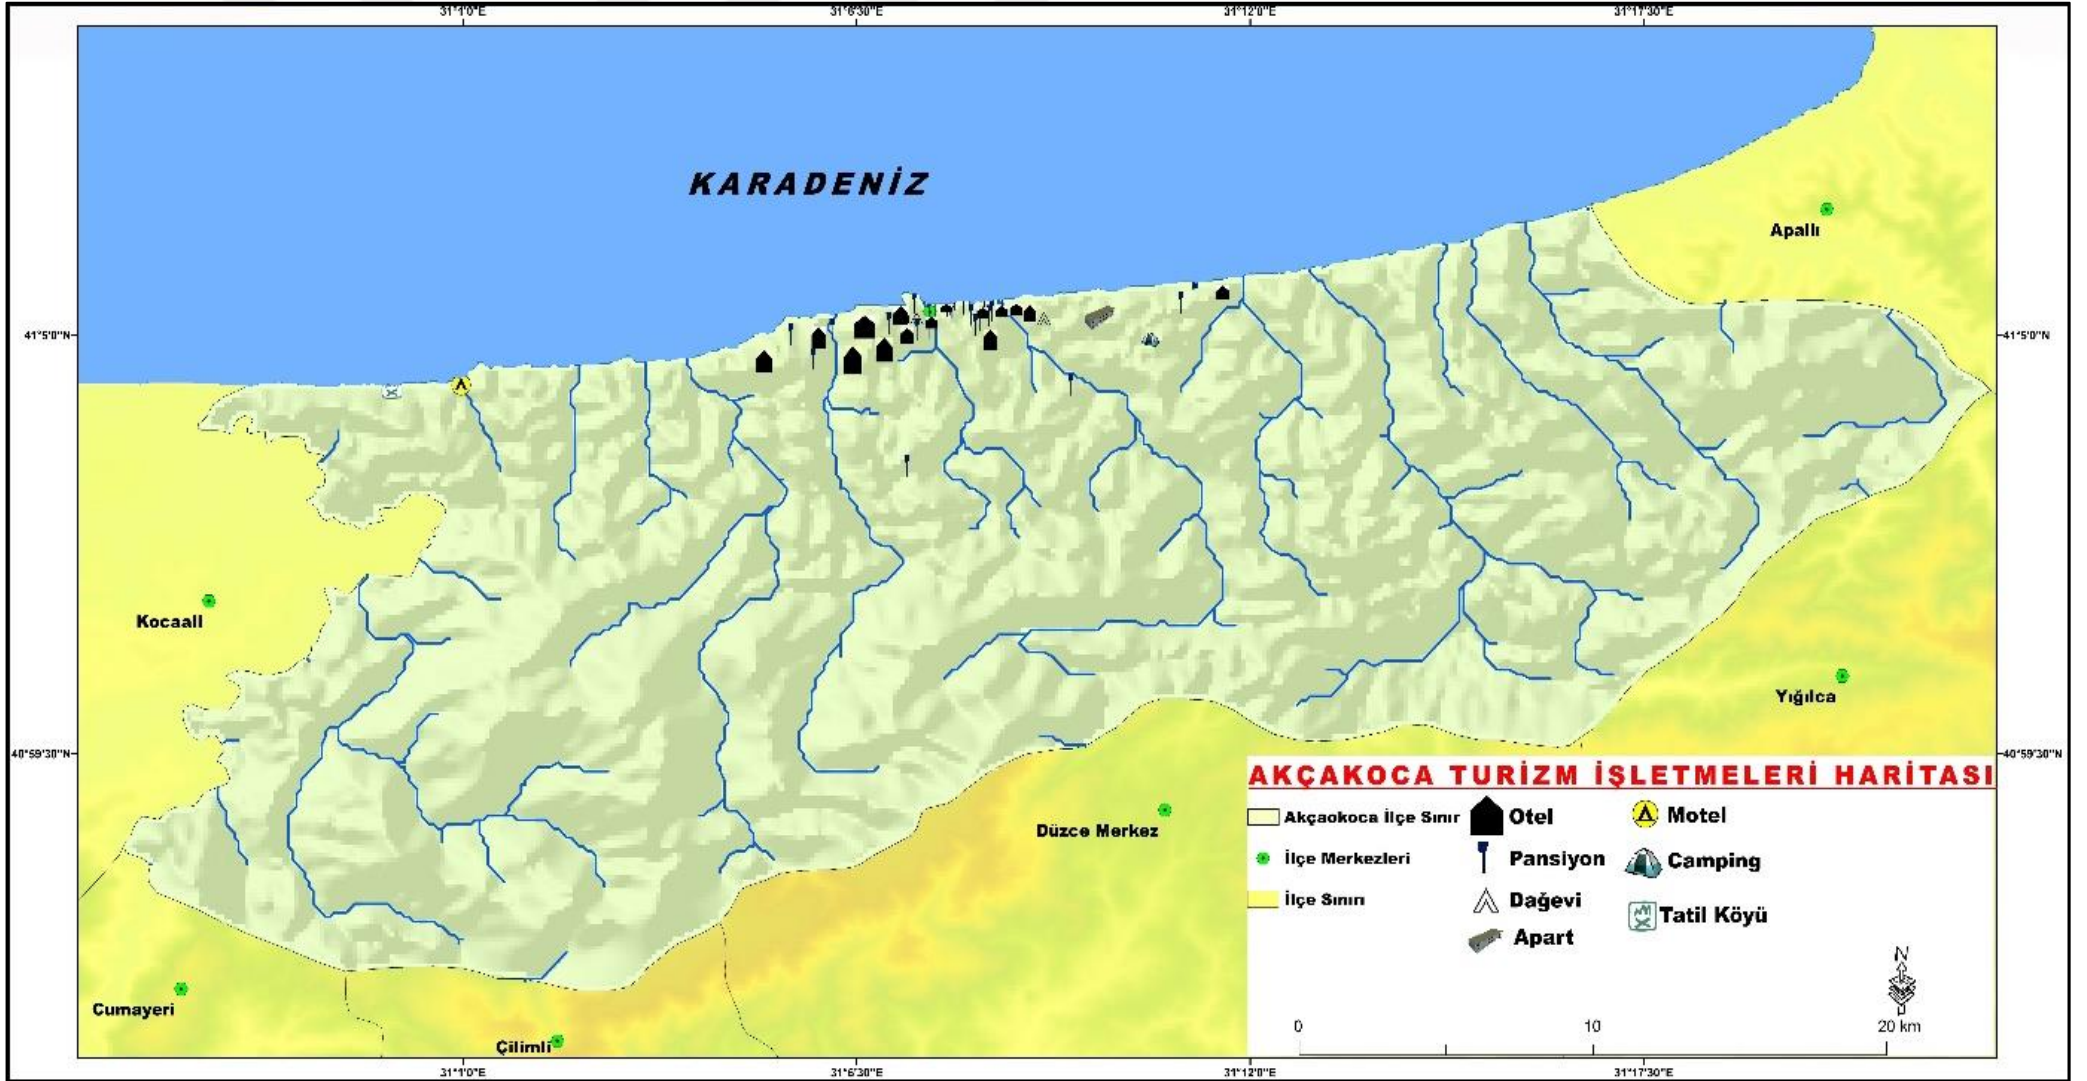 31°1'0"E 31°6'30"E 31°12'0"E 31°17'30"E
KARADENİZ
Apallı
41°5'0"N 41°5'0"N
Kocaali
Yığılca
40°59'30"N 40°59'30"N
AKÇAKOCA TURİZM İŞLETMELERİ HARİTASI
Akçaokoca İlçe Sınır Otel Motel
Düzce Merkez
İlçe Merkezleri Pansiyon Camping
İlçe Sınırı Dağevi Tatil Köyü
Apart
N
Cumayeri
0 10 20 km
Çilimli
31°1'0"E 31°6'30"E 31°12'0"E 31°17'30"E